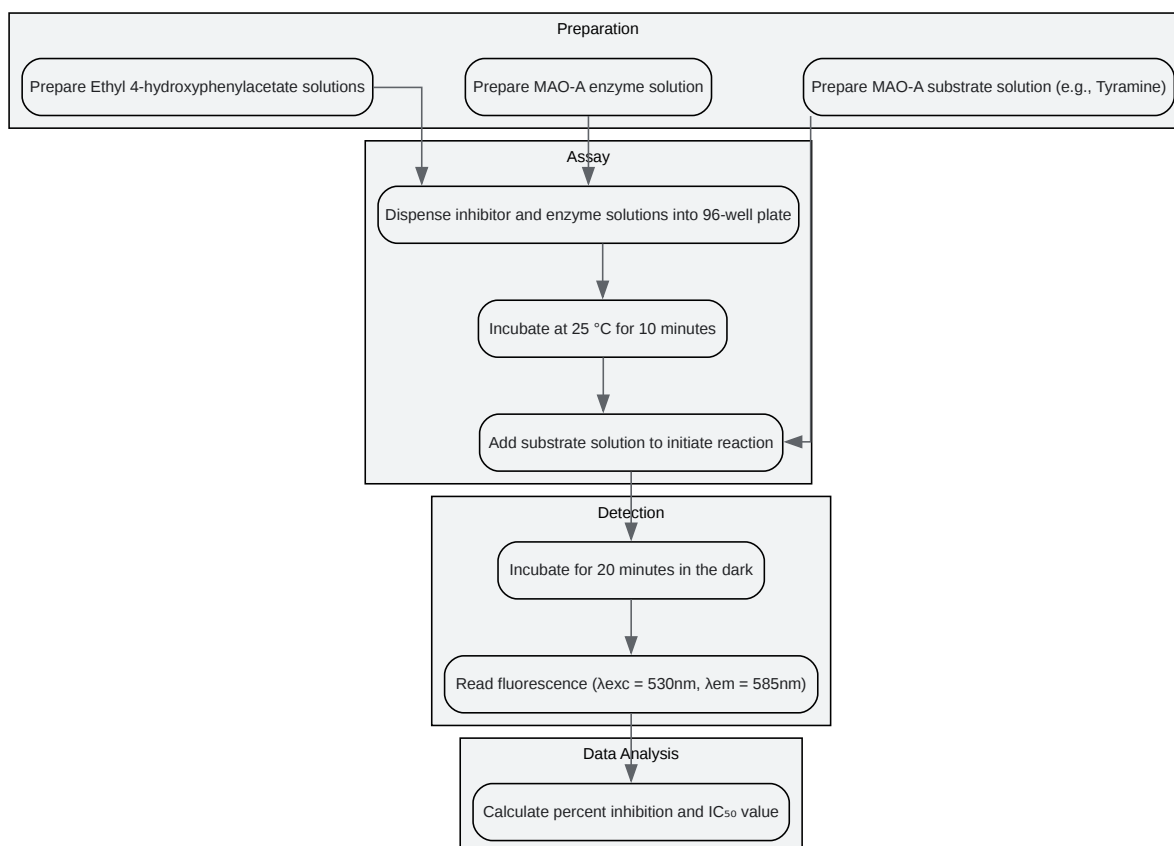 Preparation
Prepare Ethyl 4-hydroxyphenylacetate solutions
Prepare MAO-A enzyme solution
Prepare MAO-A substrate solution (e.g., Tyramine)
Assay
Dispense inhibitor and enzyme solutions into 96-well plate
Incubate at 25 °C for 10 minutes
Add substrate solution to initiate reaction
Detection
Incubate for 20 minutes in the dark
Read fluorescence (λexc = 530nm, λem = 585nm)
Data Analysis
Calculate percent inhibition and IC₅₀ value